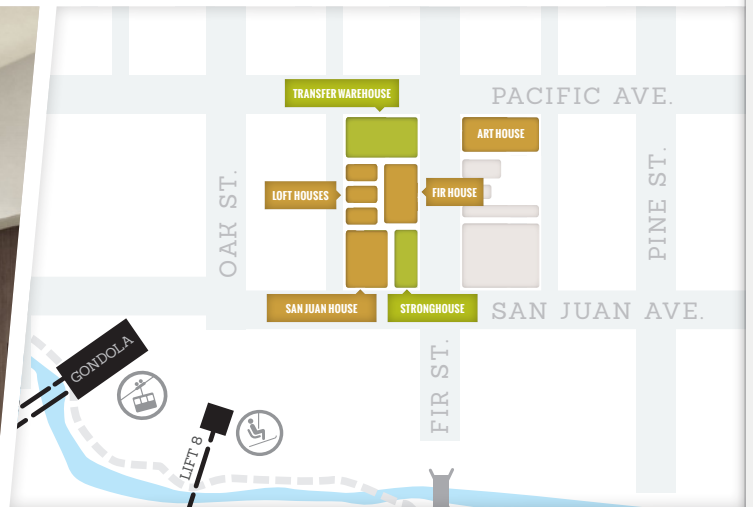 TRANSFER WAREHOUSE
PACIFIC AVE.
ART HOUSE
LOFT HOUSES
FIR HOUSE
OAK ST.
PINE ST.
SAN JUAN HOUSE
STRONGHOUSE
SAN JUAN AVE.
GONDOLA
FIR ST.
LIFT 8